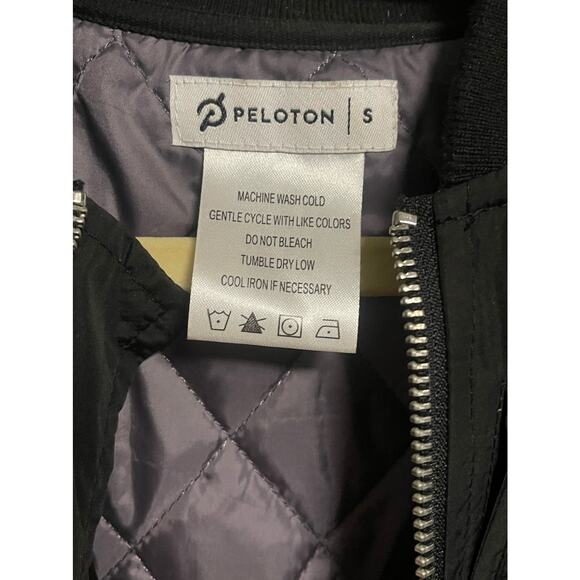 PELOTON | S
MACHINE WASH COLD
GENTLE CYCLE WITH LIKE COLORS
DO NOT BLEACH
TUMBLE DRY LOW
COOL IRON IF NECESSARY